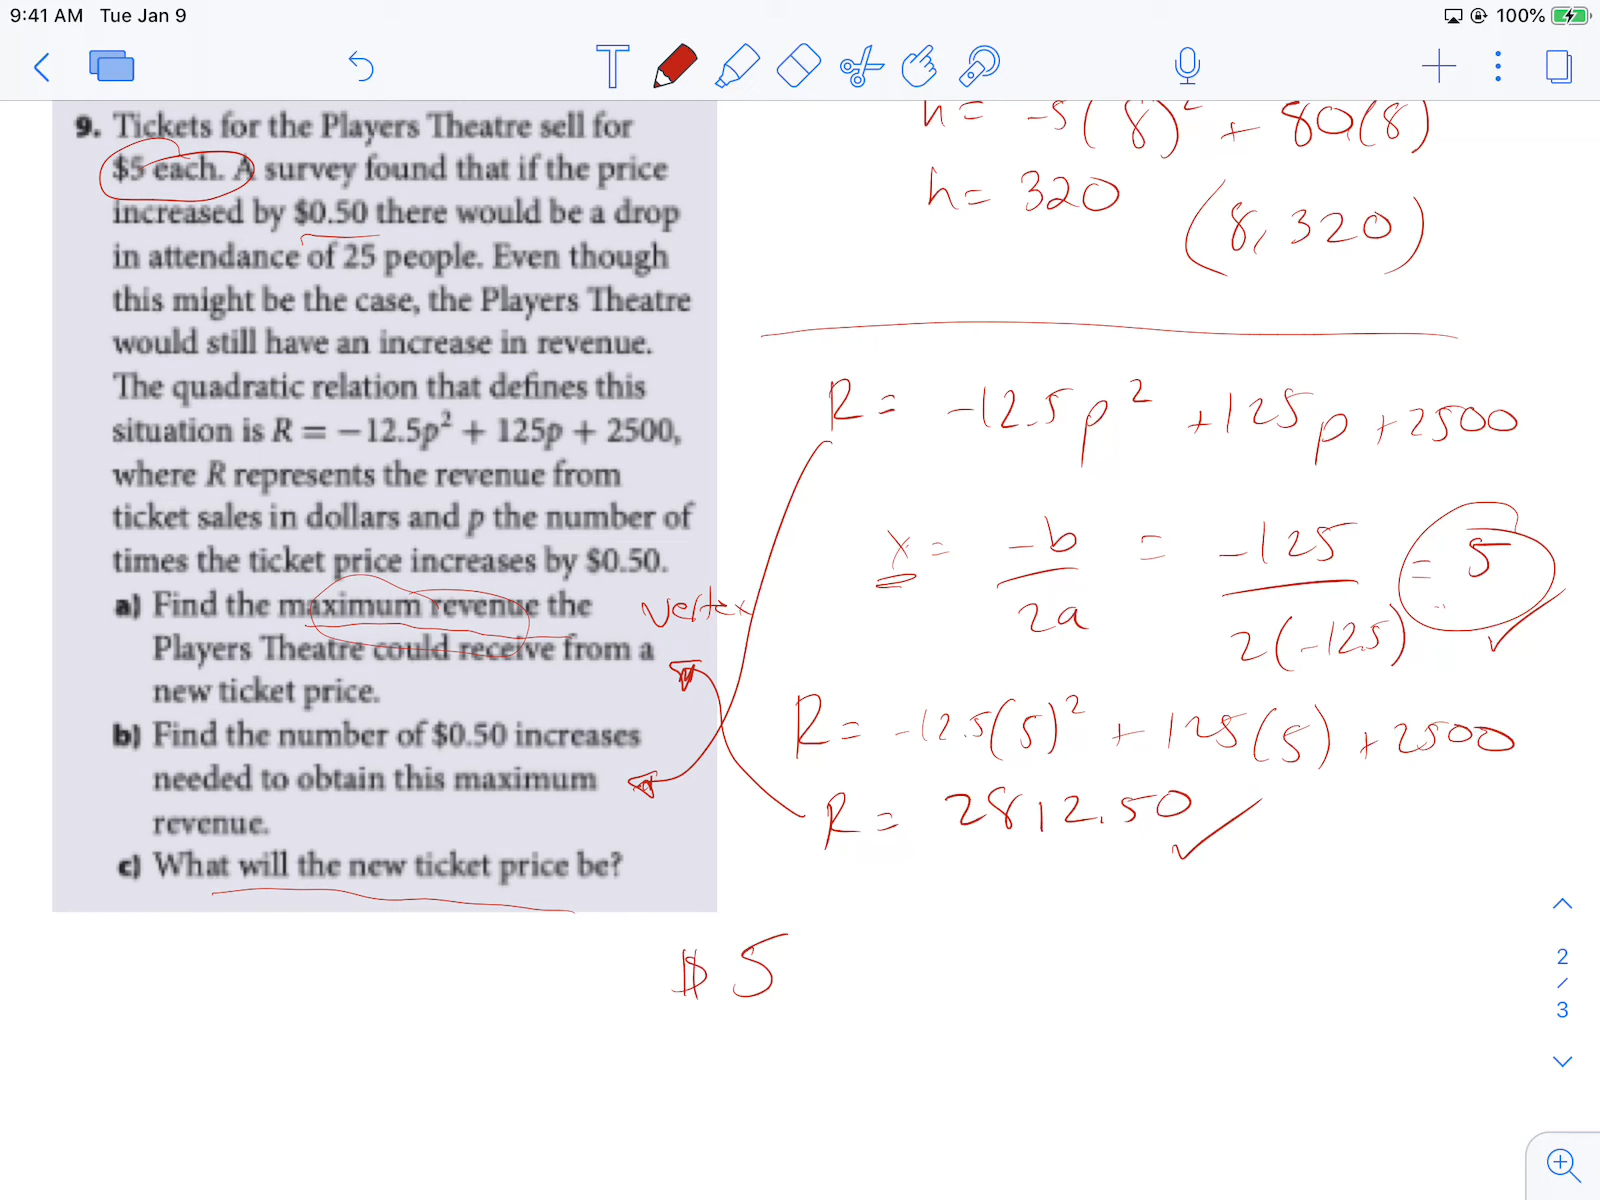 9:41 AM Tue Jan 9
100%
T
9. Tickets for the Players Theatre sell for
$5 each. A survey found that if the price
increased by $0.50 there would be a drop
in attendance of 25 people. Even though
this might be the case, the Players Theatre
would still have an increase in revenue.
The quadratic relation that defines this
situation is R = −12.5p² + 125p + 2500,
where R represents the revenue from
ticket sales in dollars and p the number of
times the ticket price increases by $0.50.
a) Find the maximum revenue the
Players Theatre could receive from a
new ticket price.
b) Find the number of $0.50 increases
needed to obtain this maximum
revenue.
c) What will the new ticket price be?
vertex
h= -5(8)² + 80(8)
h= 320
(8, 320)
R= -12.5p² +125p +2500
x = -b/2a = -125/2(-12.5) = 5
R= -12.5(5)² + 125(5) +2500
R= 2812.50
$5
2
/
3